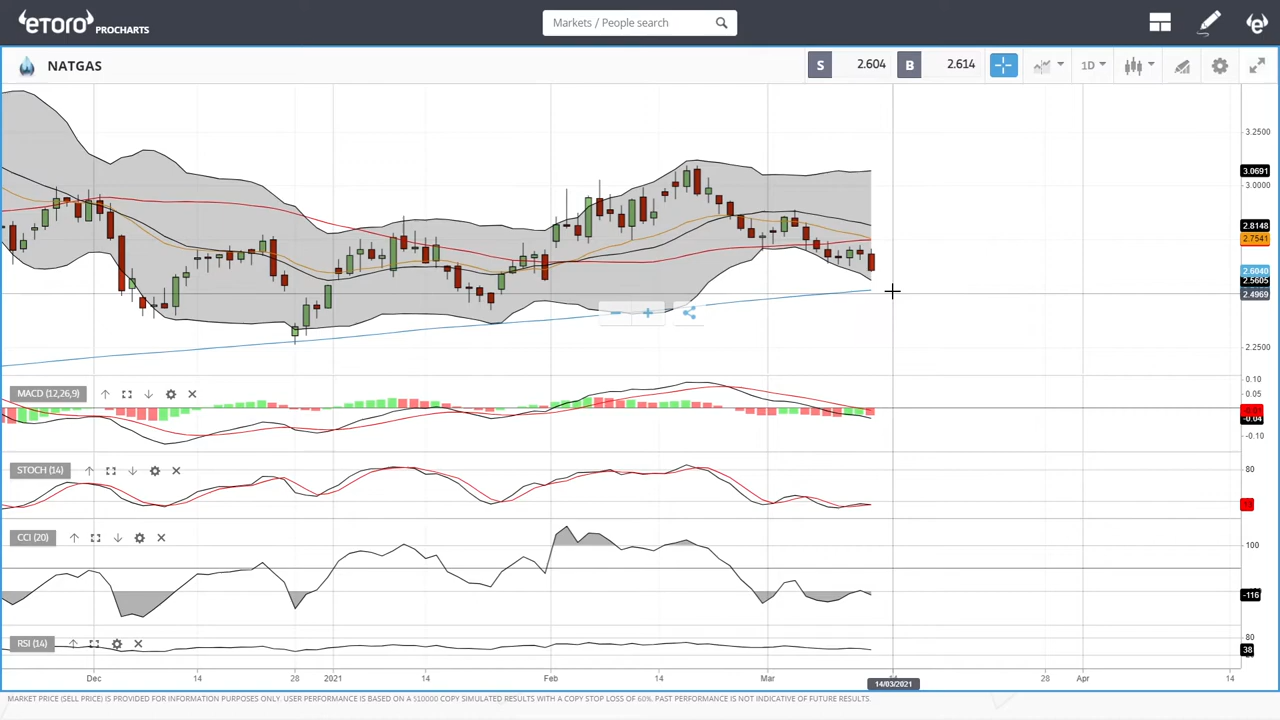 eTORO PROCHARTS
Markets / People search
NATGAS
S 2.604 B 2.614
1D
3.2500
3.0691
3.0000
2.8148
2.7541
2.6040
2.5605
2.4969
2.2500
MACD (12,26,9)
0.10
0.05
-0.04
-0.10
STOCH (14)
80
CCI (20)
100
-116
RSI (14)
80
38
Dec 14 28 2021 14 Feb 14 Mar 28 Apr 14
14/03/2021
MARKET PRICE (SELL PRICE) IS PROVIDED FOR INFORMATION PURPOSES ONLY. USER PERFORMANCE IS BASED ON A $10000 COPY SIMULATED RESULTS WITH A COPY STOP LOSS OF 60%. PAST PERFORMANCE IS NOT INDICATIVE OF FUTURE RESULTS.